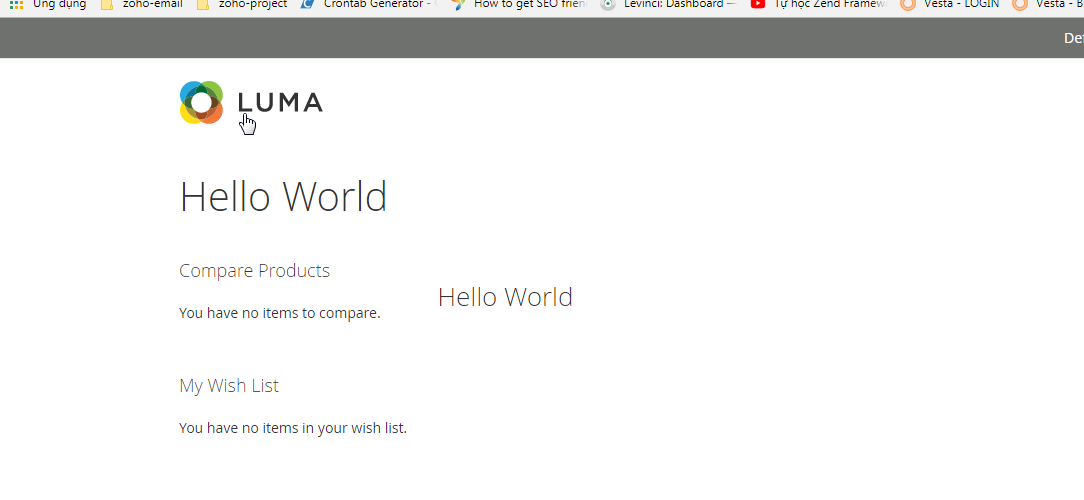 Ứng dụng zoho-email zoho-project Crontab Generator - How to get SEO frien Levinci: Dashboard — Tự học Zend Framew Vesta - LOGIN Vesta - B
Def
LUMA
Hello World
Compare Products
You have no items to compare.
Hello World
My Wish List
You have no items in your wish list.